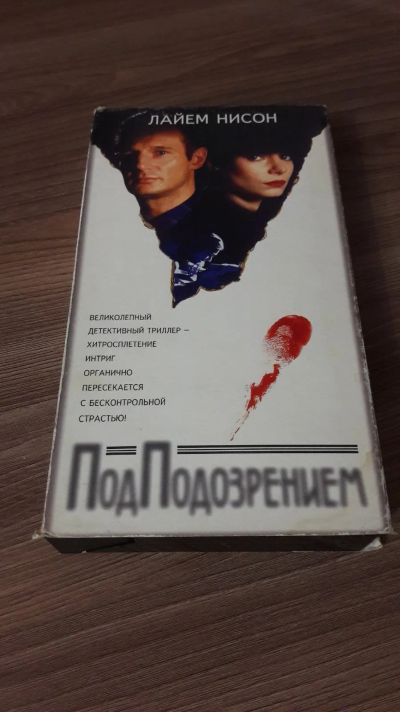 ЛАЙЕМ НИСОН
ВЕЛИКОЛЕПНЫЙ
ДЕТЕКТИВНЫЙ ТРИЛЛЕР –
ХИТРОСПЛЕТЕНИЕ
ИНТРИГ
ОРГАНИЧНО
ПЕРЕСЕКАЕТСЯ
С БЕСКОНТРОЛЬНОЙ
СТРАСТЬЮ!
ПОДПОДОЗРЕНИЕМ